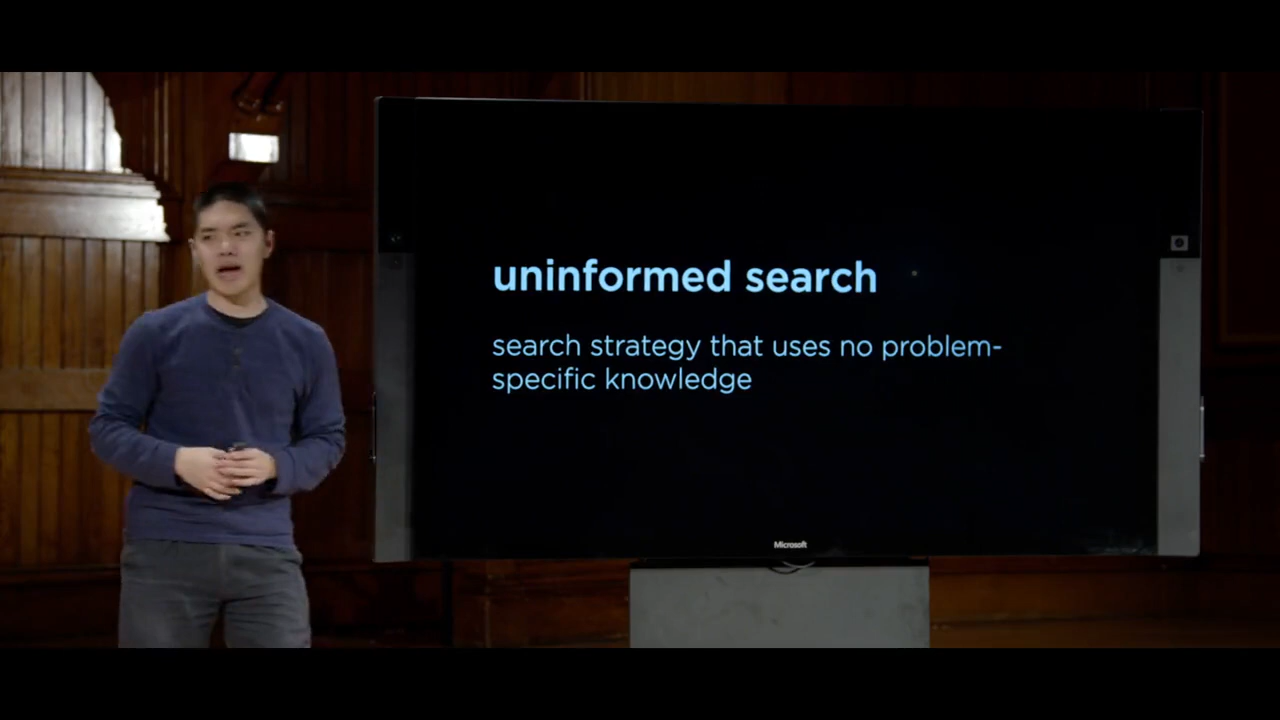 uninformed search
search strategy that uses no problem-
specific knowledge
Microsoft